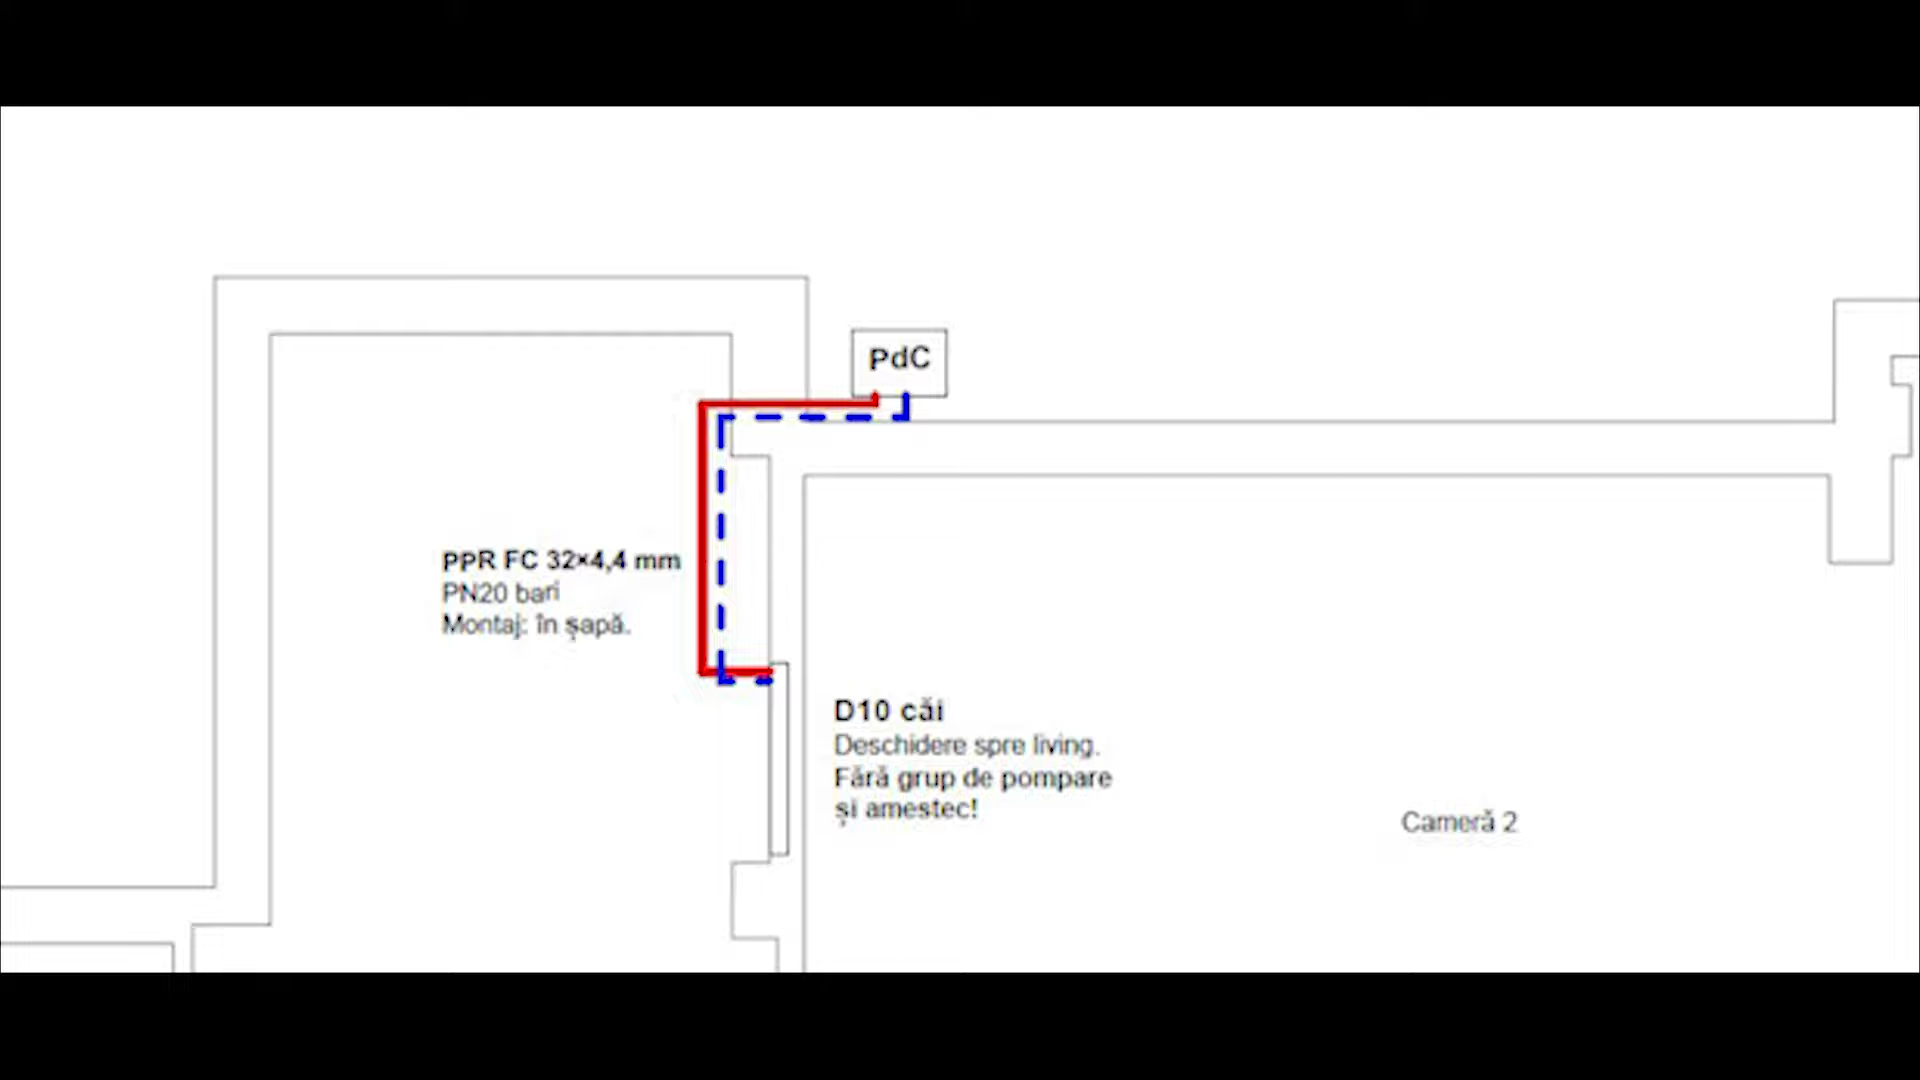 PdC
PPR FC 32×4,4 mm
PN20 bari
Montaj: în șapă.
D10 căi
Deschidere spre living.
Fără grup de pompare
și amestec!
Cameră 2